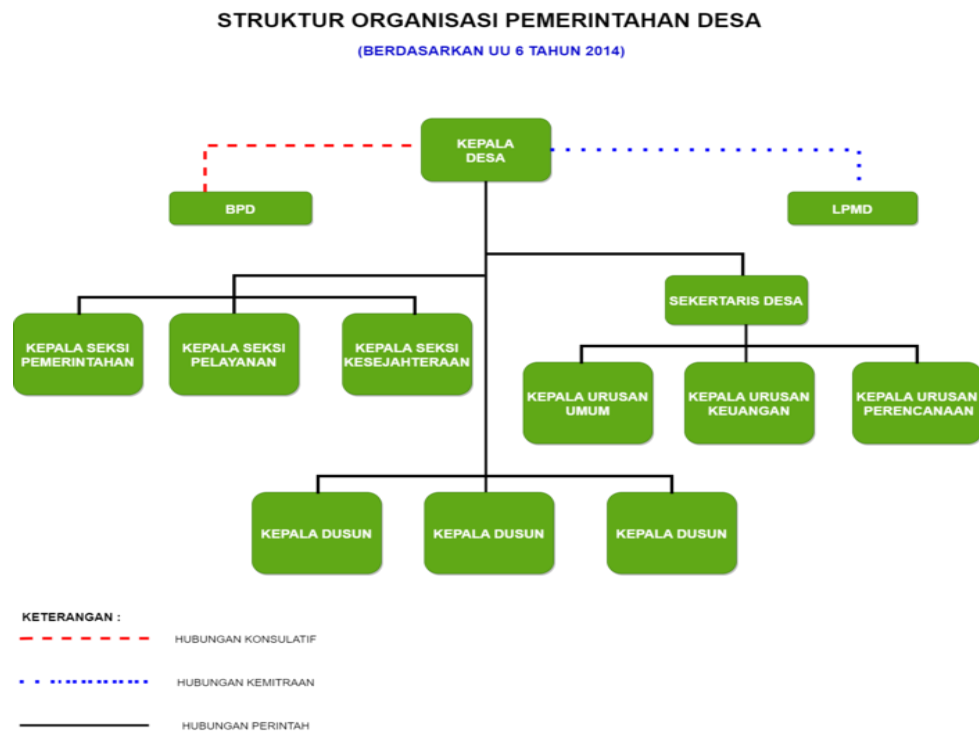 STRUKTUR ORGANISASI PEMERINTAHAN DESA
(BERDASARKAN UU 6 TAHUN 2014)
KEPALA
DESA
BPD
LPMD
SEKERTARIS DESA
KEPALA SEKSI
PEMERINTAHAN
KEPALA SEKSI
PELAYANAN
KEPALA SEKSI
KESEJAHTERAAN
KEPALA URUSAN
UMUM
KEPALA URUSAN
KEUANGAN
KEPALA URUSAN
PERENCANAAN
KEPALA DUSUN
KEPALA DUSUN
KEPALA DUSUN
KETERANGAN :
HUBUNGAN KONSULATIF
HUBUNGAN KEMITRAAN
HUBUNGAN PERINTAH